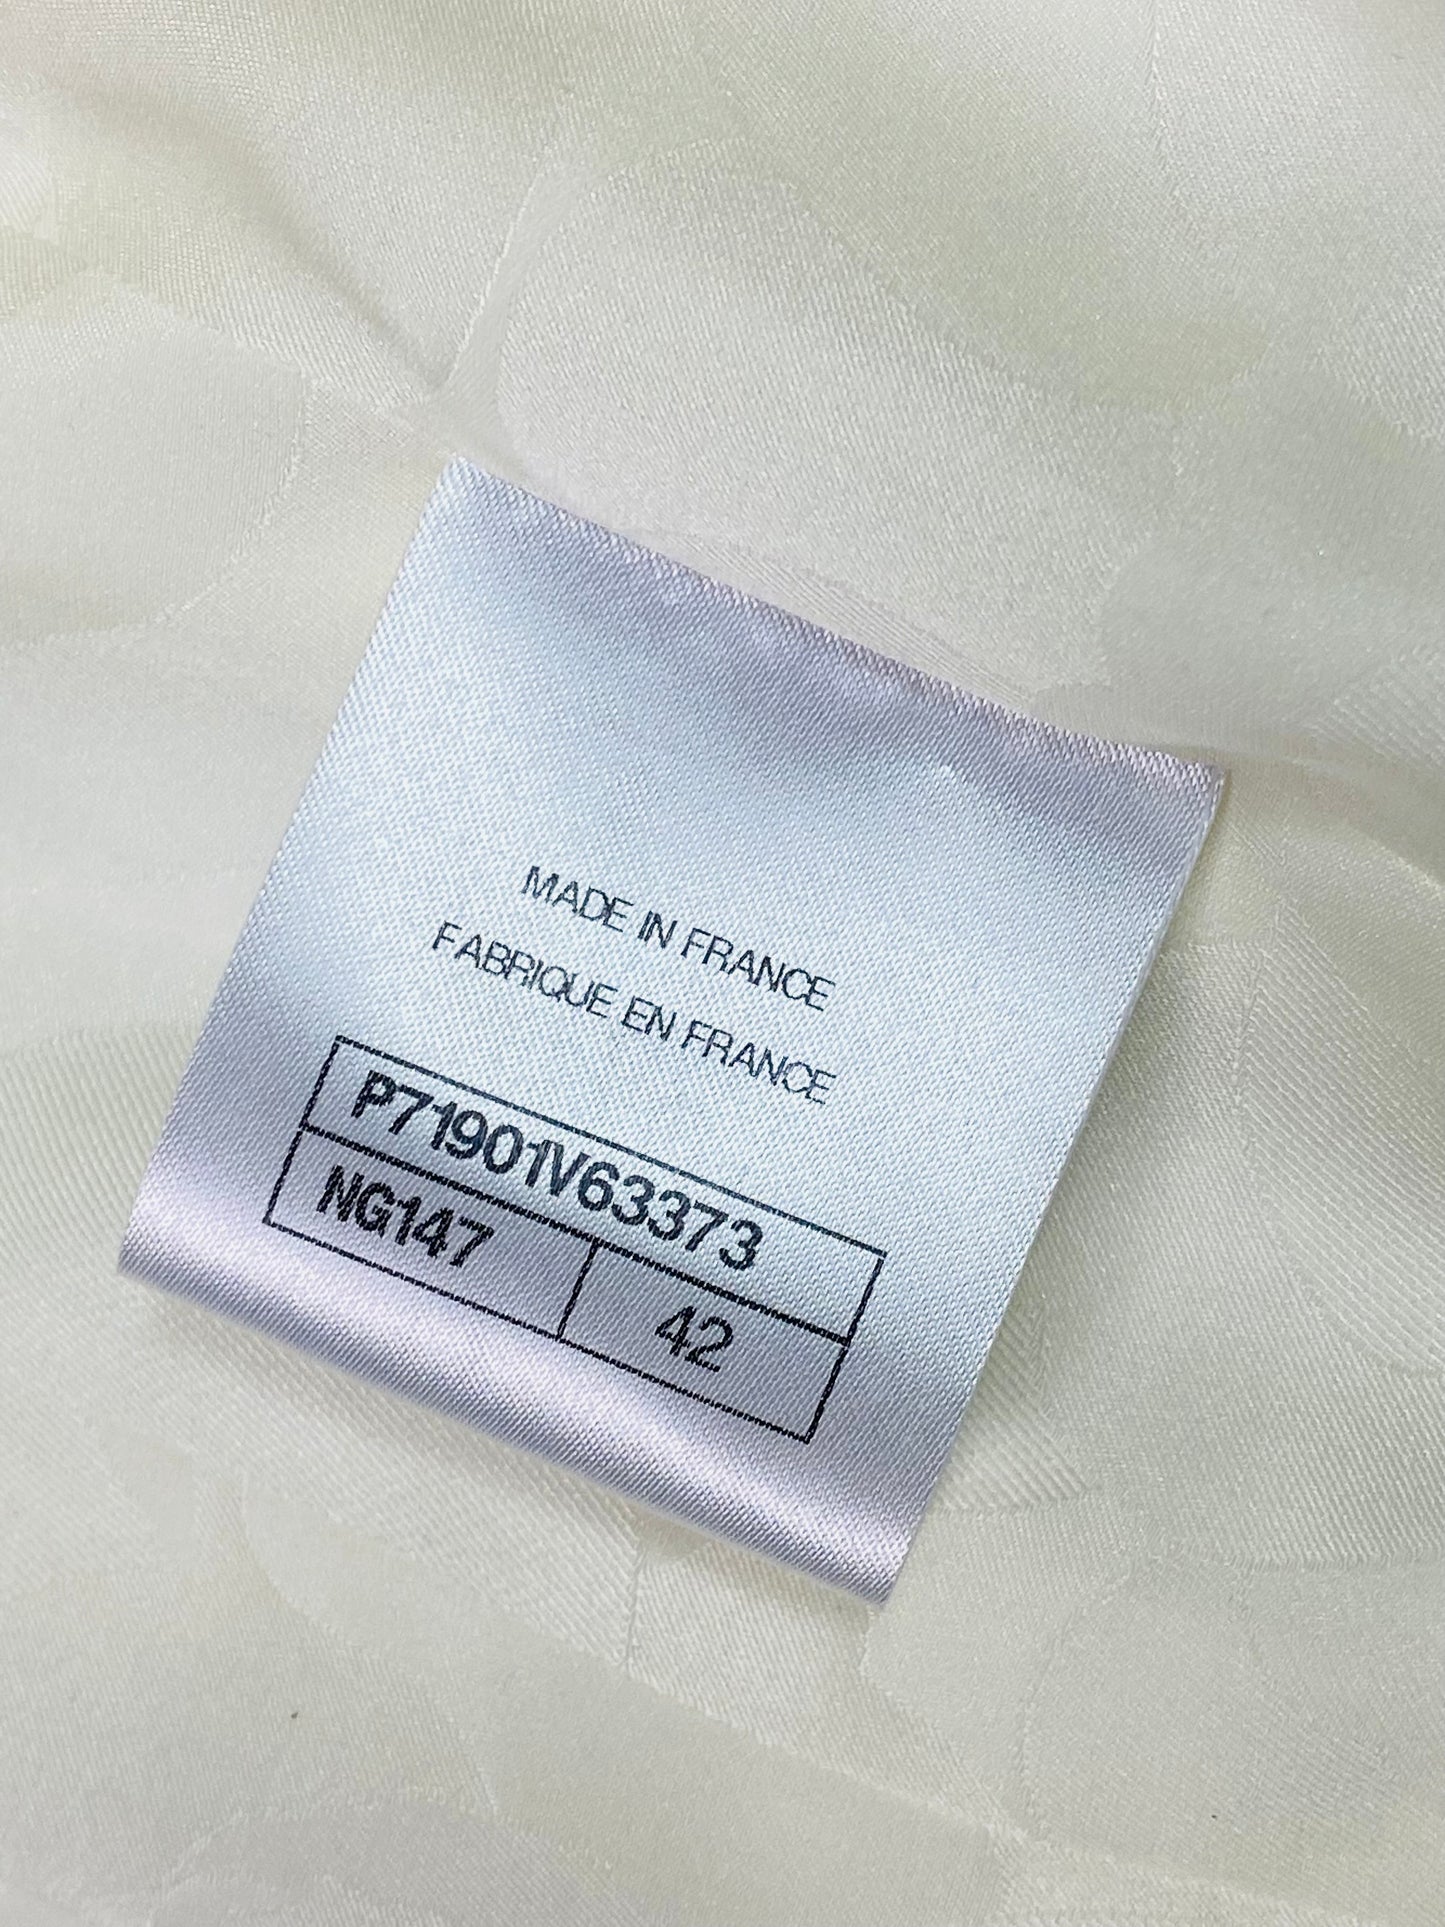 MADE IN FRANCE
FABRIQUE EN FRANCE
P71901V63373
NG147 42